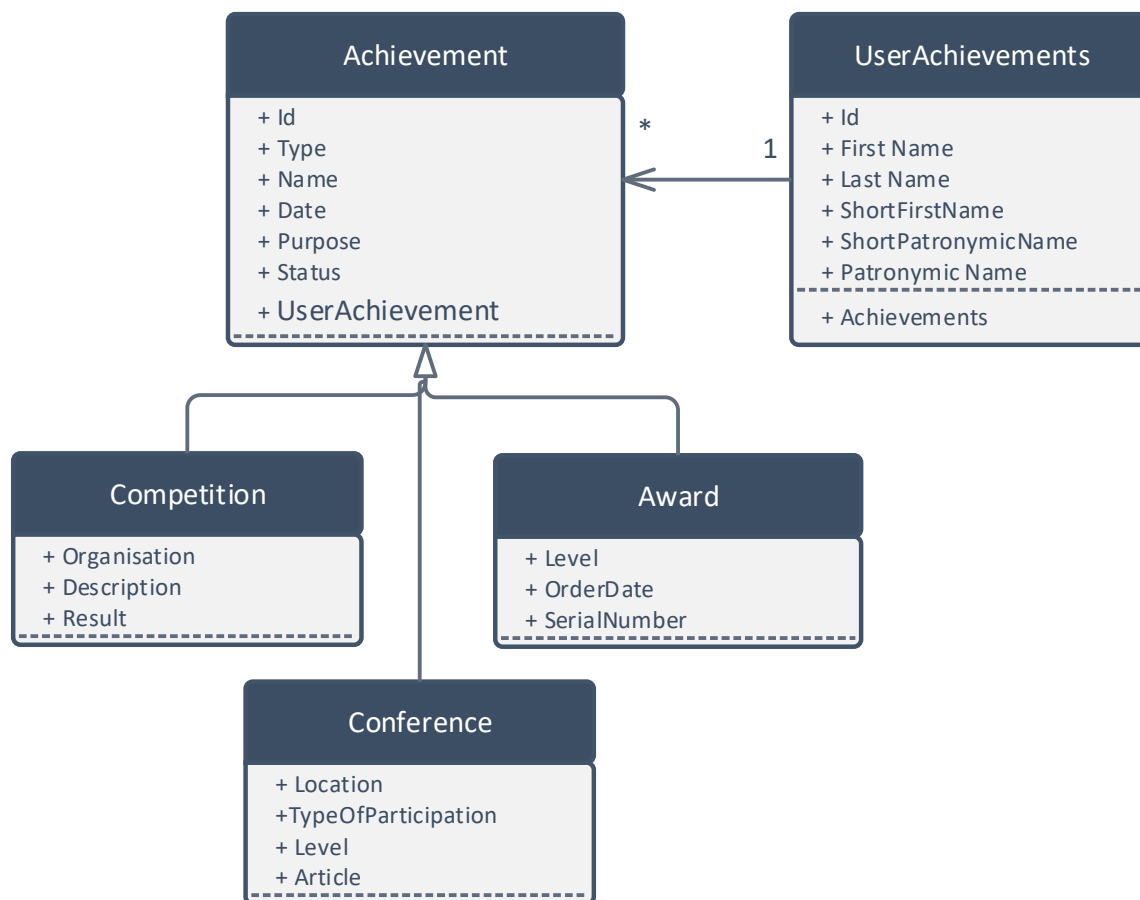 Achievement
+ Id
+ Type
+ Name
+ Date
+ Purpose
+ Status
+ UserAchievement
*
1
UserAchievements
+ Id
+ First Name
+ Last Name
+ ShortFirstName
+ ShortPatronymicName
+ Patronymic Name
+ Achievements
Competition
+ Organisation
+ Description
+ Result
Award
+ Level
+ OrderDate
+ SerialNumber
Conference
+ Location
+TypeOfParticipation
+ Level
+ Article